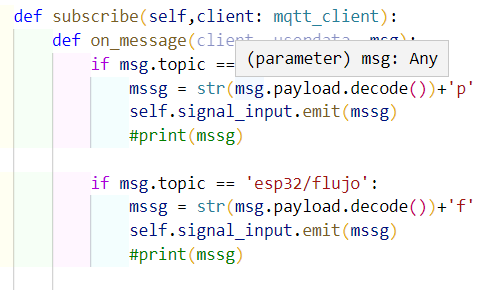 def subscribe(self,client: mqtt_client):
def on_message(client, userdata, msg):
if msg.topic ==
(parameter) msg: Any
mssg = str(msg.payload.decode())+'p'
self.signal_input.emit(mssg)
#print(mssg)
if msg.topic == 'esp32/flujo':
mssg = str(msg.payload.decode())+'f'
self.signal_input.emit(mssg)
#print(mssg)